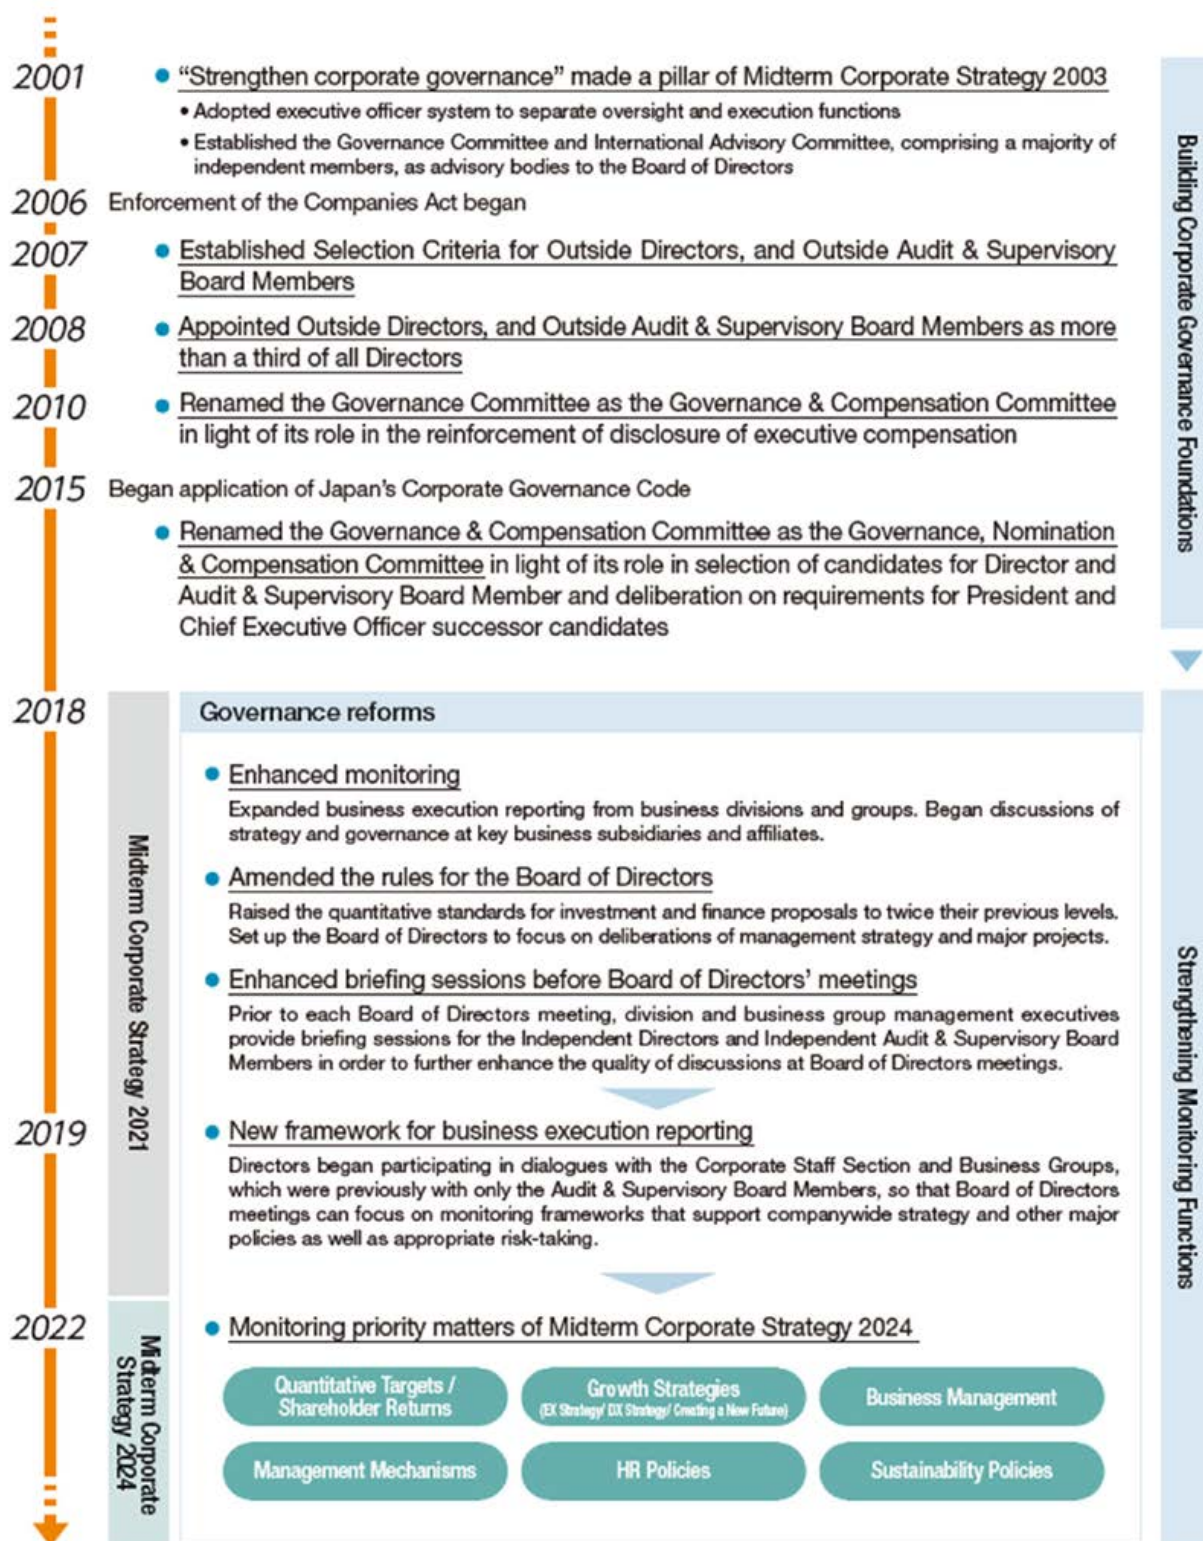 2001
● “Strengthen corporate governance” made a pillar of Midterm Corporate Strategy 2003
• Adopted executive officer system to separate oversight and execution functions
• Established the Governance Committee and International Advisory Committee, comprising a majority of
independent members, as advisory bodies to the Board of Directors
2006 Enforcement of the Companies Act began
2007
● Established Selection Criteria for Outside Directors, and Outside Audit & Supervisory
Board Members
2008
● Appointed Outside Directors, and Outside Audit & Supervisory Board Members as more
than a third of all Directors
2010
● Renamed the Governance Committee as the Governance & Compensation Committee
in light of its role in the reinforcement of disclosure of executive compensation
2015 Began application of Japan’s Corporate Governance Code
● Renamed the Governance & Compensation Committee as the Governance, Nomination
& Compensation Committee in light of its role in selection of candidates for Director and
Audit & Supervisory Board Member and deliberation on requirements for President and
Chief Executive Officer successor candidates
Building Corporate Governance Foundations
2018
Midterm Corporate Strategy 2021
Governance reforms
● Enhanced monitoring
Expanded business execution reporting from business divisions and groups. Began discussions of
strategy and governance at key business subsidiaries and affiliates.
● Amended the rules for the Board of Directors
Raised the quantitative standards for investment and finance proposals to twice their previous levels.
Set up the Board of Directors to focus on deliberations of management strategy and major projects.
● Enhanced briefing sessions before Board of Directors’ meetings
Prior to each Board of Directors meeting, division and business group management executives
provide briefing sessions for the Independent Directors and Independent Audit & Supervisory Board
Members in order to further enhance the quality of discussions at Board of Directors meetings.
2019
● New framework for business execution reporting
Directors began participating in dialogues with the Corporate Staff Section and Business Groups,
which were previously with only the Audit & Supervisory Board Members, so that Board of Directors
meetings can focus on monitoring frameworks that support companywide strategy and other major
policies as well as appropriate risk-taking.
2022
Midterm Corporate
Strategy 2024
● Monitoring priority matters of Midterm Corporate Strategy 2024
Quantitative Targets /
Shareholder Returns
Growth Strategies
(EX Strategy/ DX Strategy/ Creating a New Future)
Business Management
Management Mechanisms
HR Policies
Sustainability Policies
Strengthening Monitoring Functions